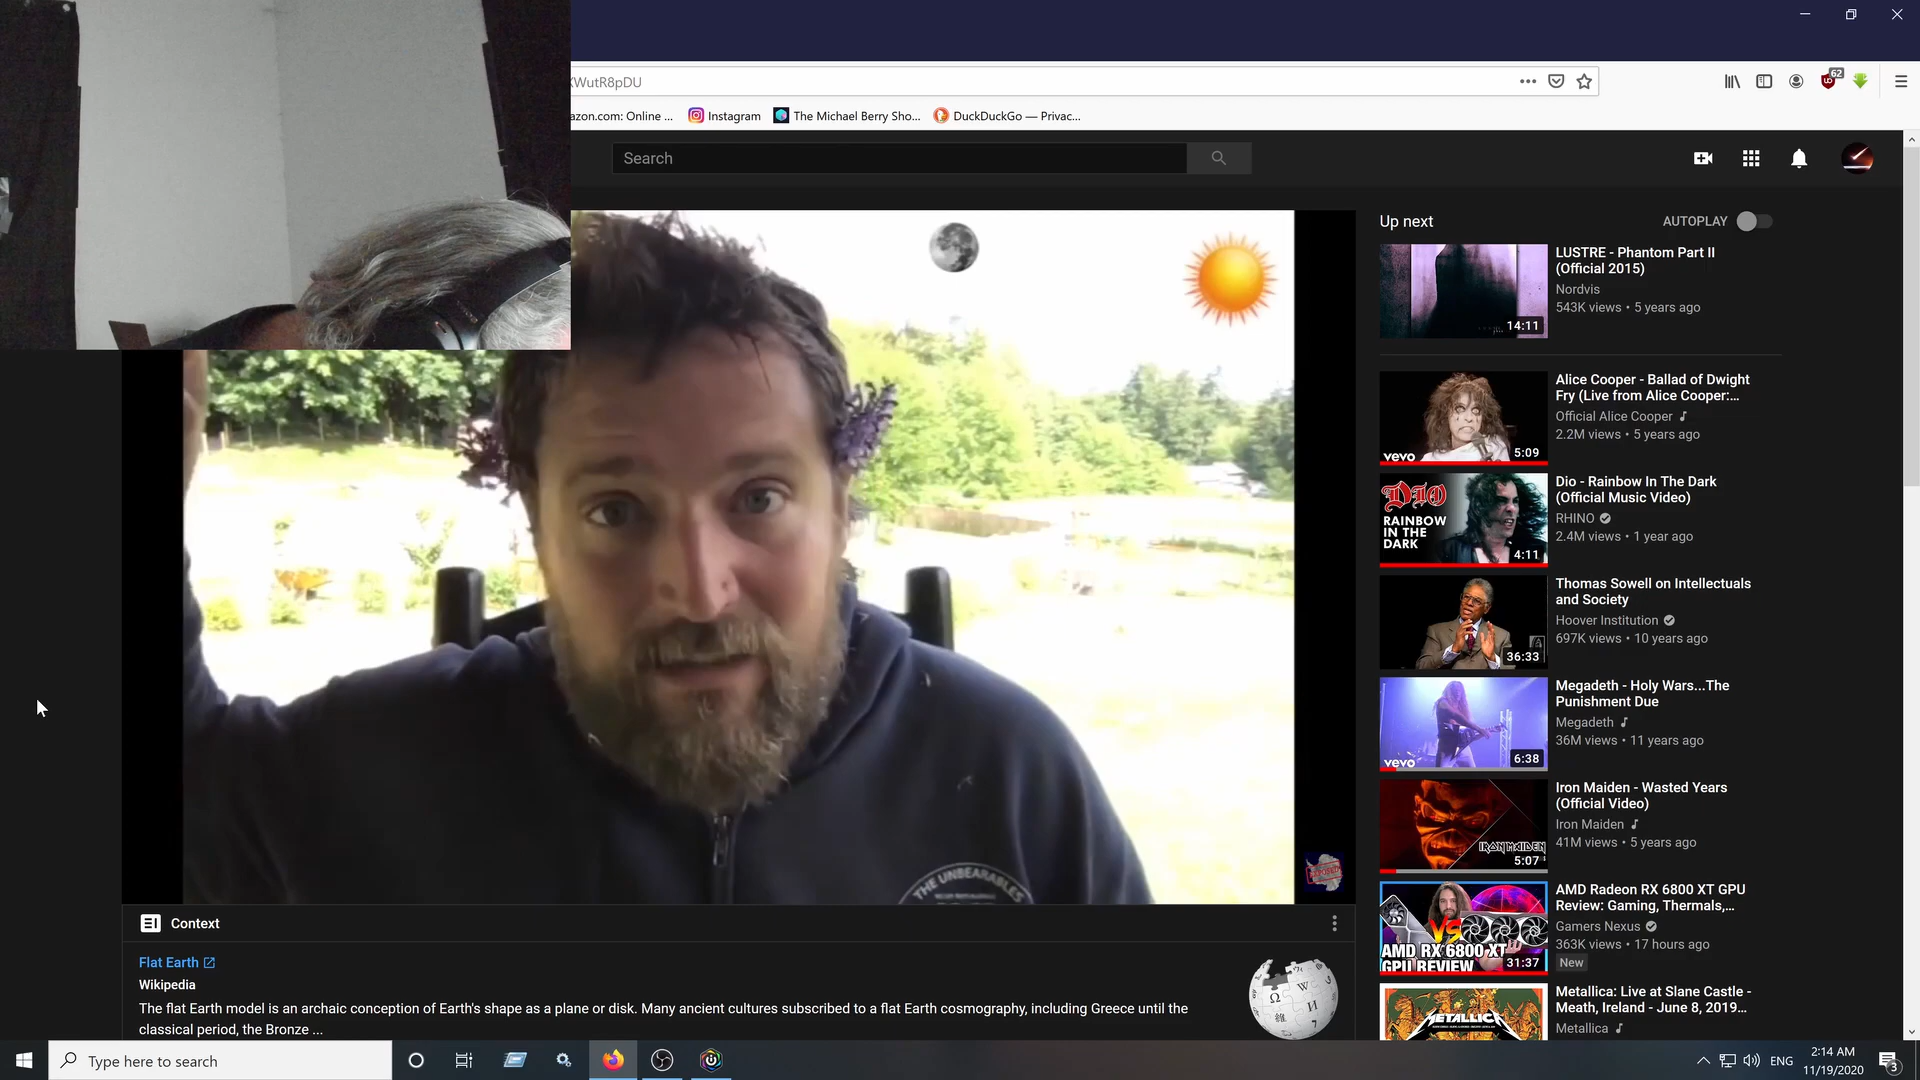 XWutR8pDU
62
azon.com: Online ...
Instagram
The Michael Berry Sho...
DuckDuckGo — Privac...
Search
Up next
AUTOPLAY
LUSTRE - Phantom Part II
(Official 2015)
Nordvis
543K views • 5 years ago
14:11
Alice Cooper - Ballad of Dwight
Fry (Live from Alice Cooper:...
Official Alice Cooper
2.2M views • 5 years ago
vevo
5:09
Dio - Rainbow In The Dark
(Official Music Video)
RHINO
2.4M views • 1 year ago
DIO
RAINBOW
IN THE
DARK
4:11
Thomas Sowell on Intellectuals
and Society
Hoover Institution
697K views • 10 years ago
36:33
Megadeth - Holy Wars...The
Punishment Due
Megadeth
36M views • 11 years ago
vevo
6:38
Iron Maiden - Wasted Years
(Official Video)
Iron Maiden
41M views • 5 years ago
IRON MAIDEN
5:07
AMD Radeon RX 6800 XT GPU
Review: Gaming, Thermals,...
Gamers Nexus
363K views • 17 hours ago
New
VS
AMD RX 6800 XT
GPU REVIEW
31:37
Metallica: Live at Slane Castle -
Meath, Ireland - June 8, 2019...
Metallica
METALLICA
THE UNBEARABLES
Context
Flat Earth
Wikipedia
The flat Earth model is an archaic conception of Earth's shape as a plane or disk. Many ancient cultures subscribed to a flat Earth cosmography, including Greece until the
classical period, the Bronze ...
Type here to search
ENG
2:14 AM
11/19/2020
3